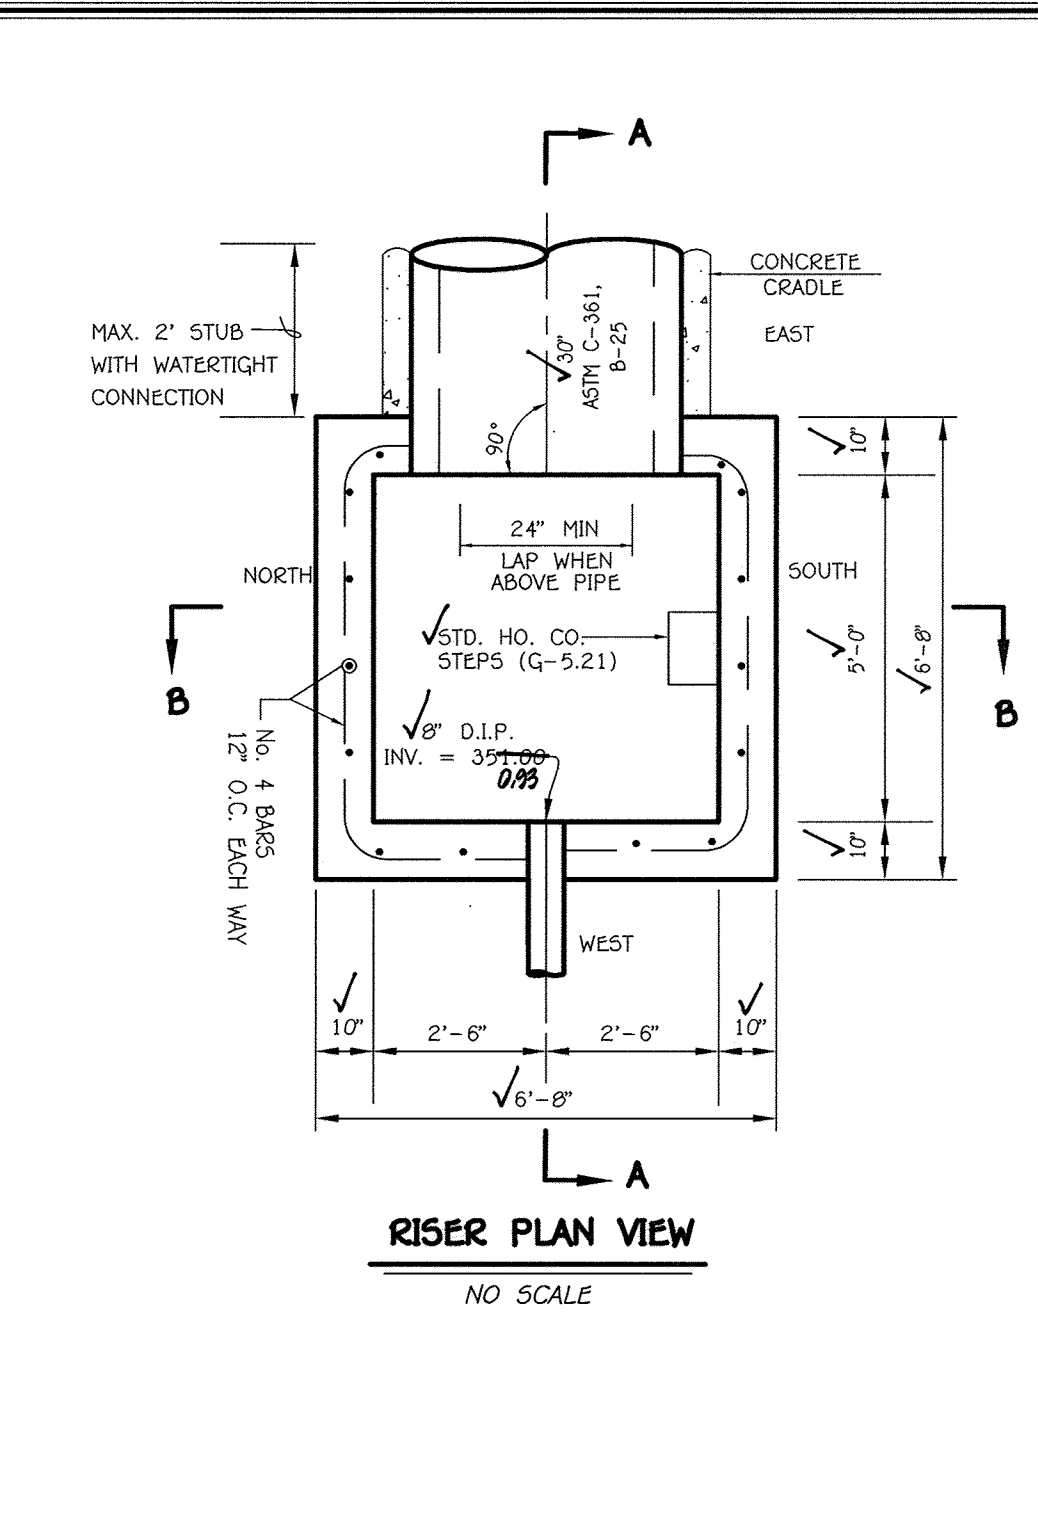 A
CONCRETE
CRADLE
EAST
MAX. 2' STUB
WITH WATERTIGHT
CONNECTION
30"
ASTM C-361,
B-25
90°
10"
24" MIN
LAP WHEN
ABOVE PIPE
NORTH
SOUTH
STD. HO. CO.
STEPS (G-5.21)
5'-0"
6'-8"
B
B
8" D.I.P.
INV. = 351.00
0.93
No. 4 BARS
12" O.C. EACH WAY
10"
WEST
10"
2'-6"
2'-6"
10"
6'-8"
A
RISER PLAN VIEW
NO SCALE